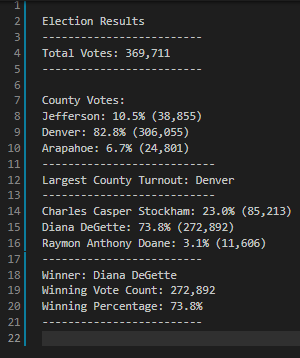 1
2 Election Results
3 -------------------------
4 Total Votes: 369,711
5 -------------------------
6
7 County Votes:
8 Jefferson: 10.5% (38,855)
9 Denver: 82.8% (306,055)
10 Arapahoe: 6.7% (24,801)
11 ---------------------------
12 Largest County Turnout: Denver
13 ---------------------------
14 Charles Casper Stockham: 23.0% (85,213)
15 Diana DeGette: 73.8% (272,892)
16 Raymon Anthony Doane: 3.1% (11,606)
17 -------------------------
18 Winner: Diana DeGette
19 Winning Vote Count: 272,892
20 Winning Percentage: 73.8%
21 -------------------------
22